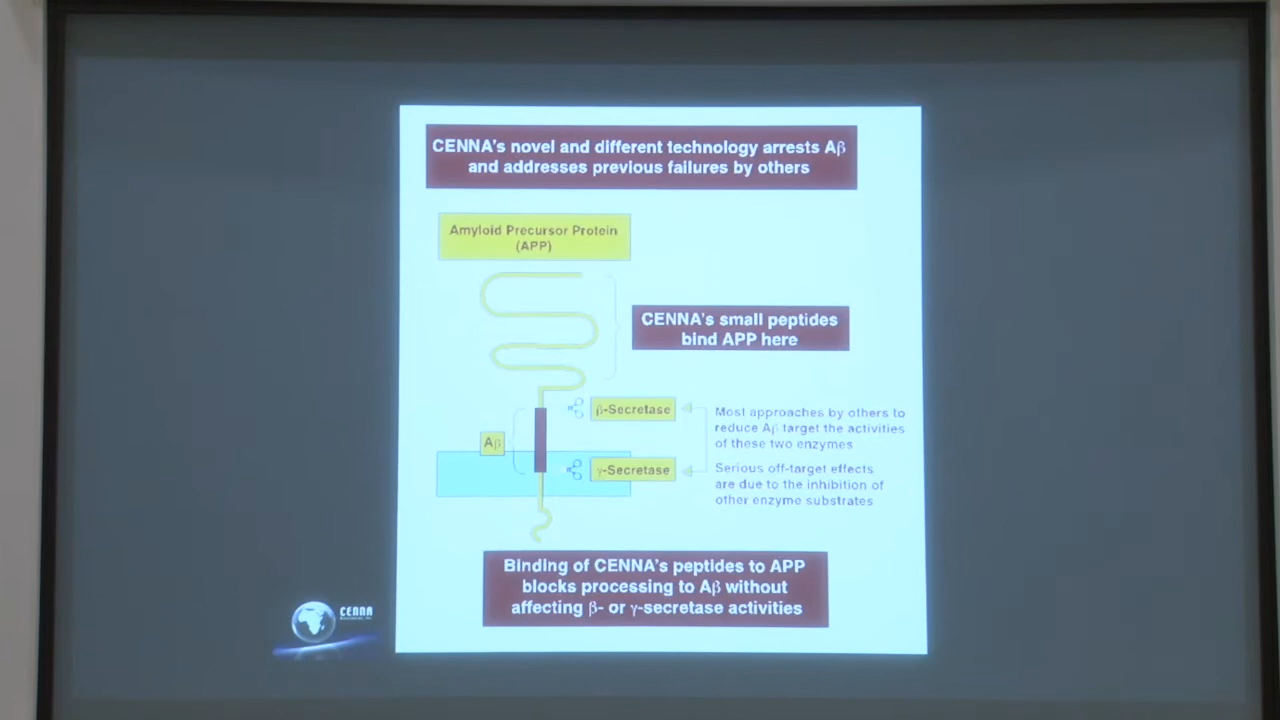 CENNA's novel and different technology arrests Aβ
and addresses previous failures by others
Amyloid Precursor Protein
(APP)
CENNA's small peptides
bind APP here
β-Secretase
Aβ
γ-Secretase
Most approaches by others to
reduce Aβ target the activities
of these two enzymes
Serious off-target effects
are due to the inhibition of
other enzyme substrates
Binding of CENNA's peptides to APP
blocks processing to Aβ without
affecting β- or γ-secretase activities
CENNA